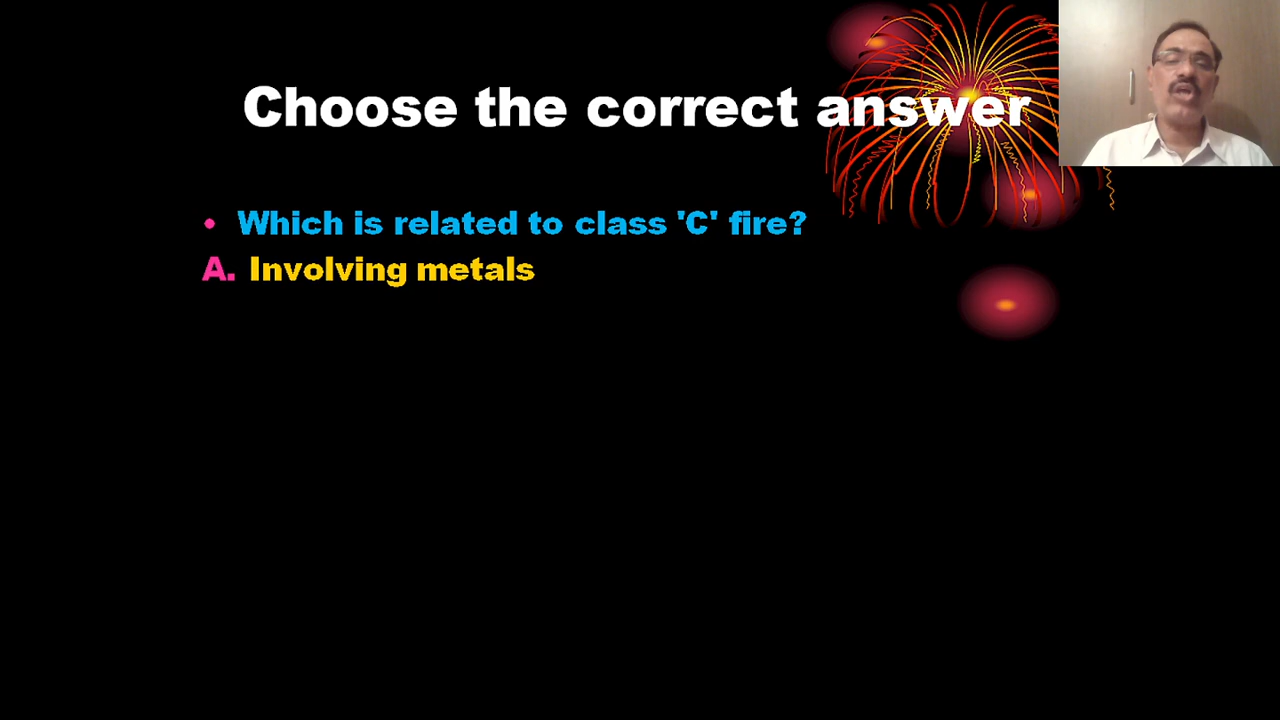 Choose the correct answer
• Which is related to class 'C' fire?
A. Involving metals